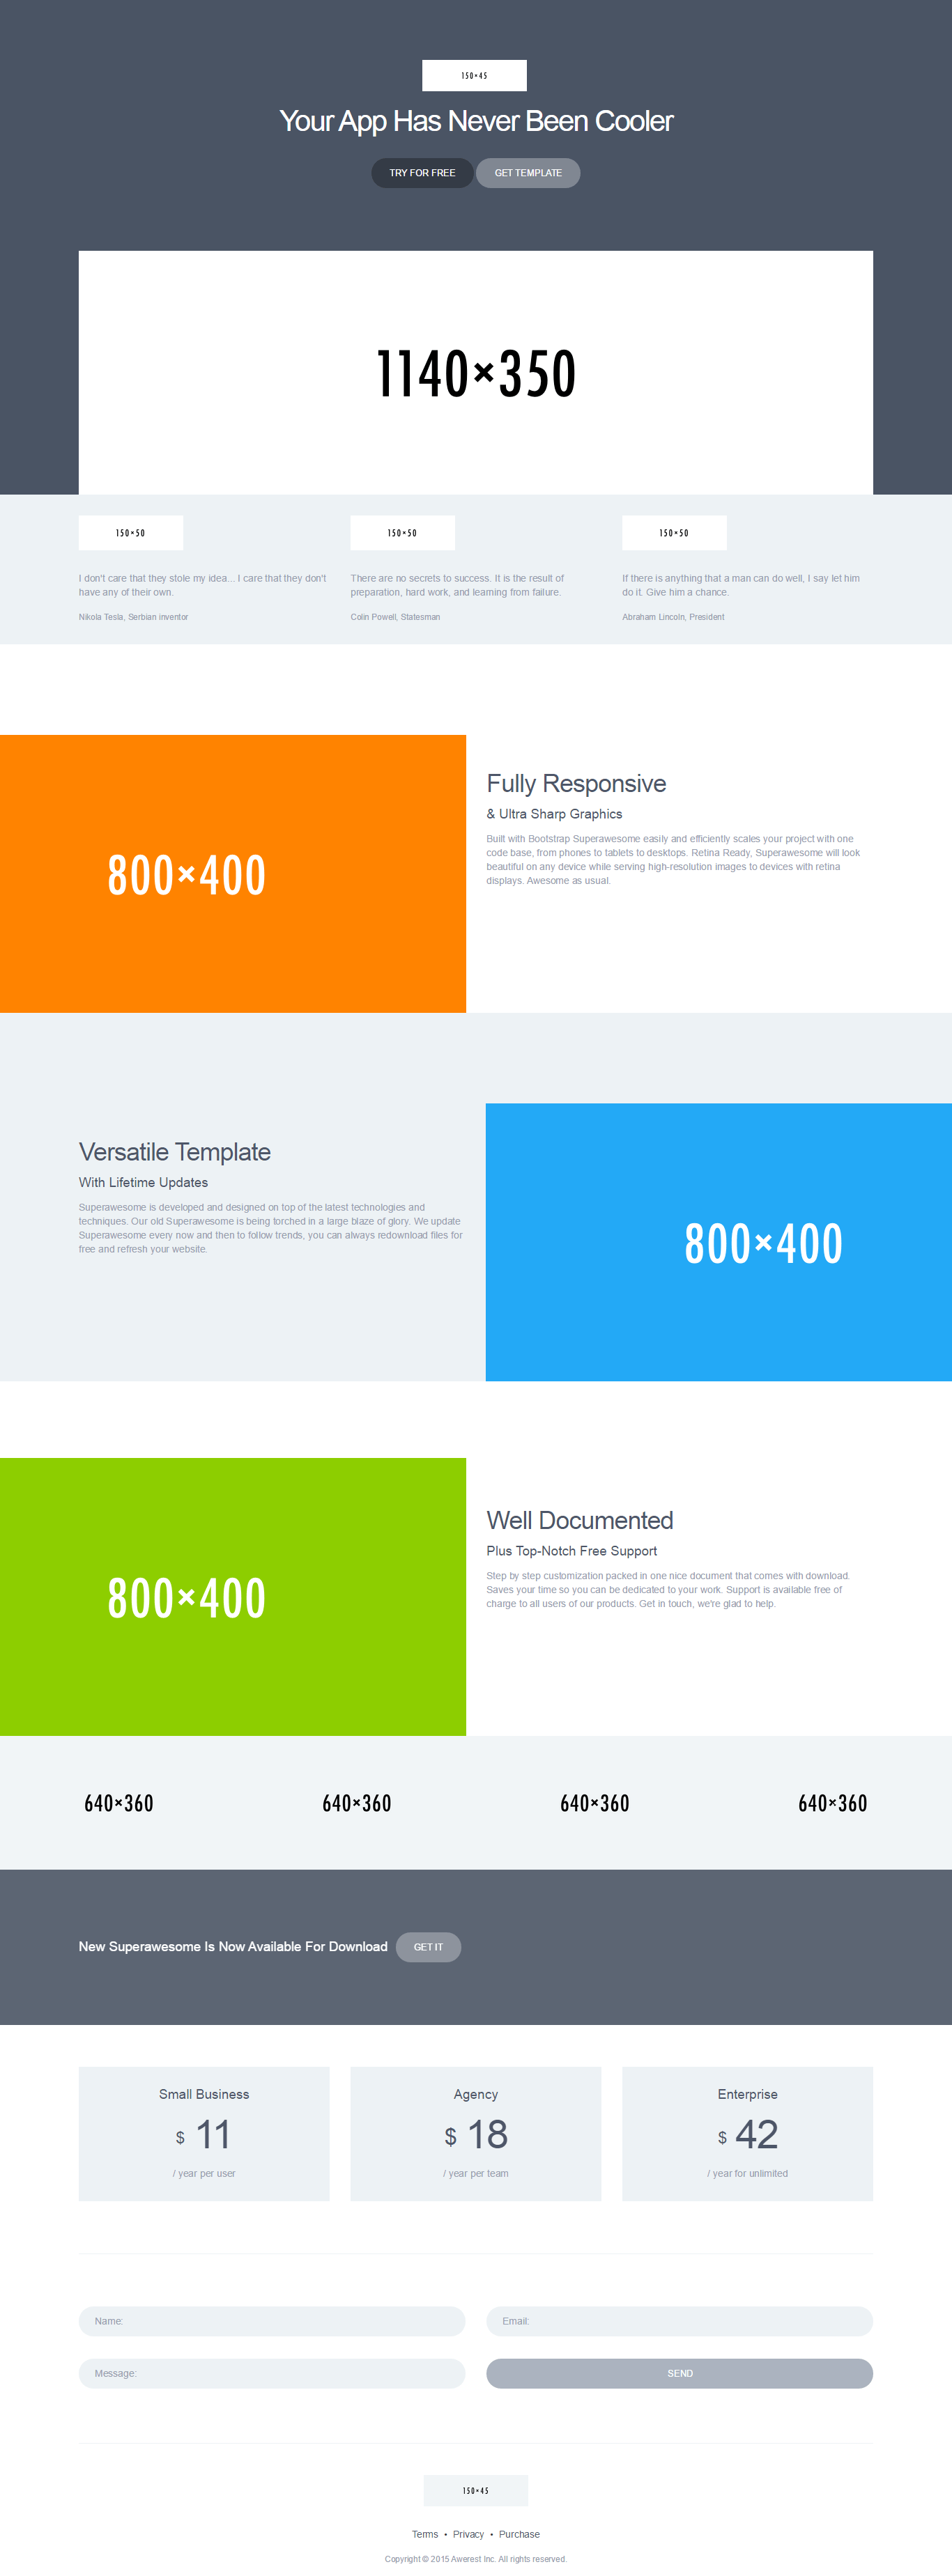 150×45
Your App Has Never Been Cooler
TRY FOR FREE GET TEMPLATE
1140×350
150×50
I don't care that they stole my idea... I care that they don't
have any of their own.
Nikola Tesla, Serbian inventor
150×50
There are no secrets to success. It is the result of
preparation, hard work, and learning from failure.
Colin Powell, Statesman
150×50
If there is anything that a man can do well, I say let him
do it. Give him a chance.
Abraham Lincoln, President
800×400
Fully Responsive
& Ultra Sharp Graphics
Built with Bootstrap Superawesome easily and efficiently scales your project with one
code base, from phones to tablets to desktops. Retina Ready, Superawesome will look
beautiful on any device while serving high-resolution images to devices with retina
displays. Awesome as usual.
Versatile Template
With Lifetime Updates
Superawesome is developed and designed on top of the latest technologies and
techniques. Our old Superawesome is being torched in a large blaze of glory. We update
Superawesome every now and then to follow trends, you can always redownload files for
free and refresh your website.
800×400
800×400
Well Documented
Plus Top-Notch Free Support
Step by step customization packed in one nice document that comes with download.
Saves your time so you can be dedicated to your work. Support is available free of
charge to all users of our products. Get in touch, we're glad to help.
640×360 640×360 640×360 640×360
New Superawesome Is Now Available For Download GET IT
Small Business
$ 11
/ year per user
Agency
$ 18
/ year per team
Enterprise
$ 42
/ year for unlimited
Name: Email:
Message: SEND
150×45
Terms • Privacy • Purchase
Copyright © 2015 Awerest Inc. All rights reserved.